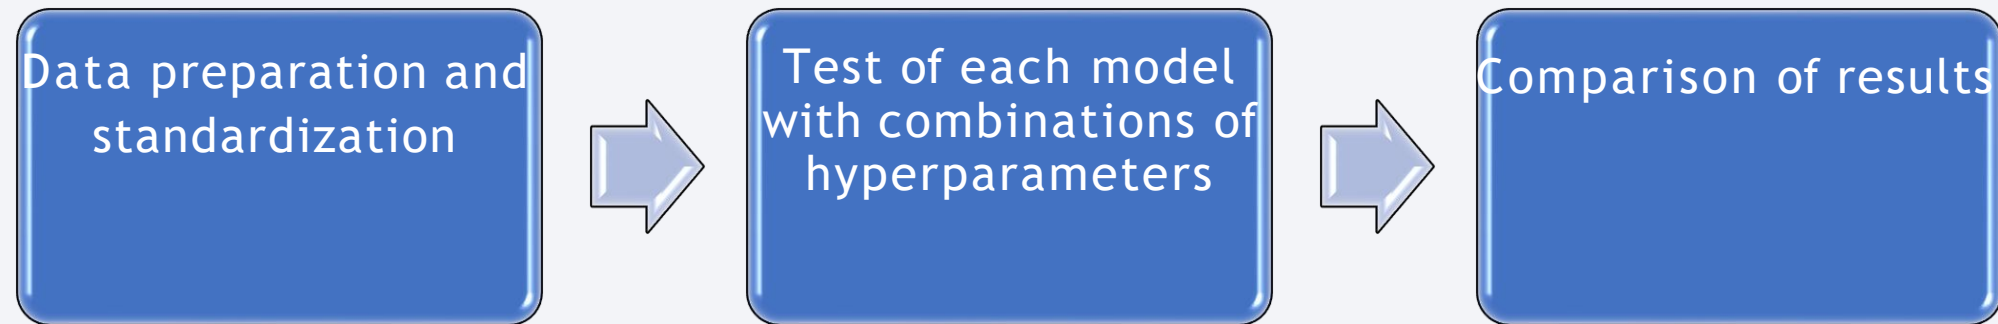 Data preparation and
standardization
Test of each model
with combinations of
hyperparameters
Comparison of results